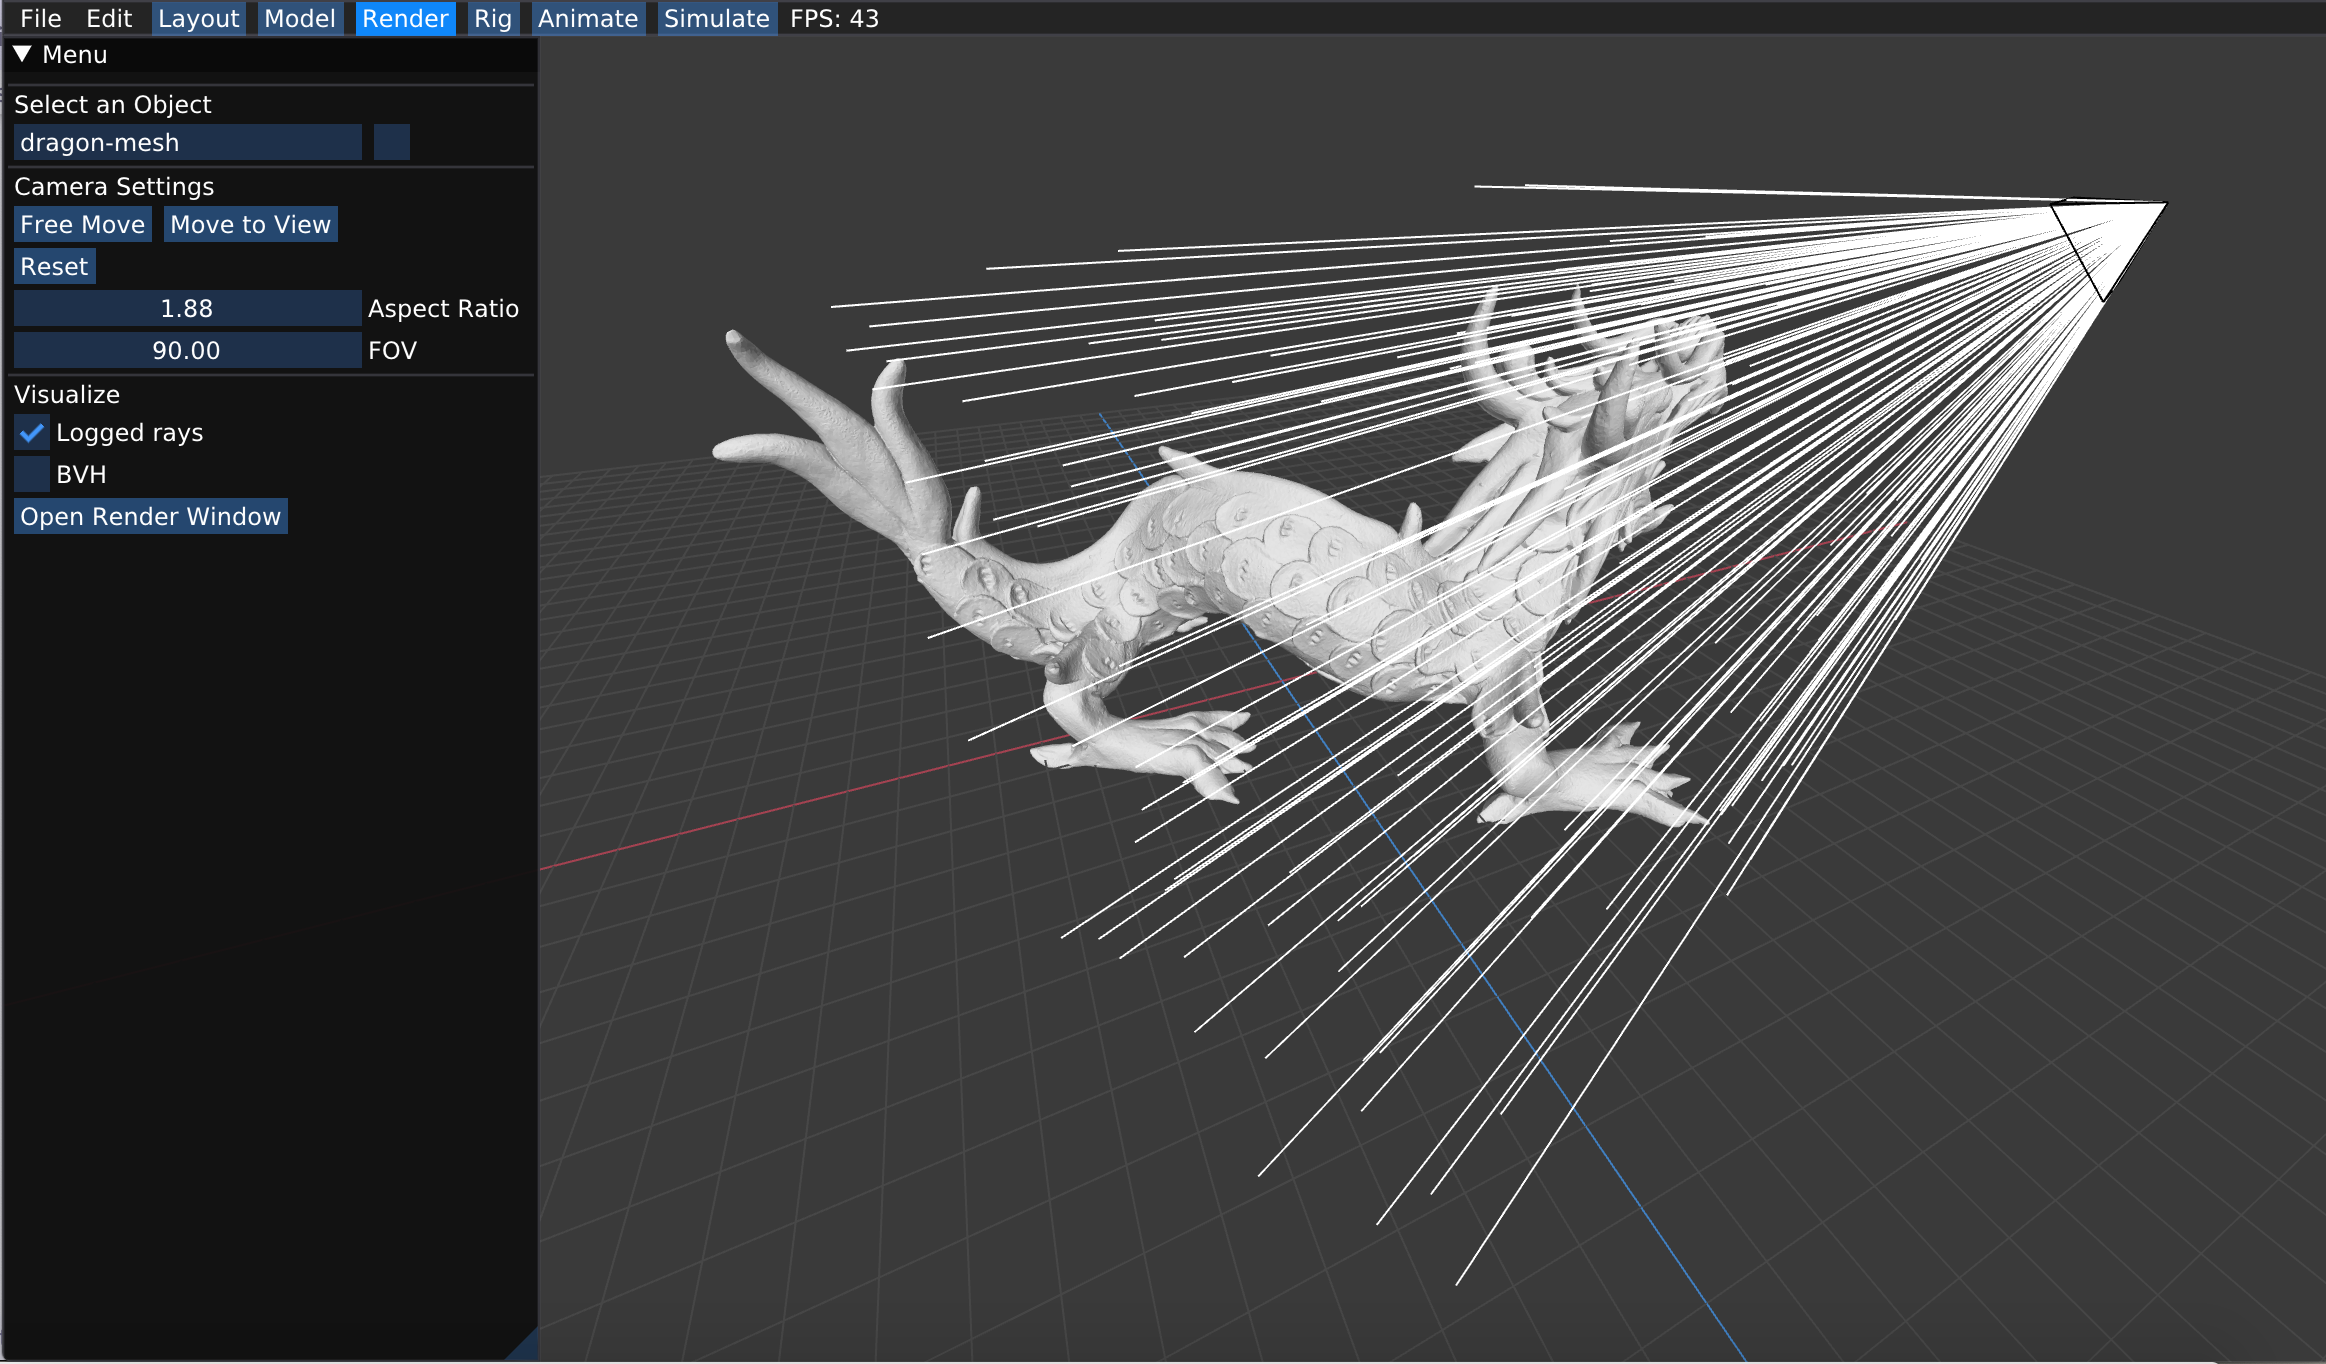 File Edit Layout Model Render Rig Animate Simulate FPS: 43
Menu
Select an Object
dragon-mesh
Camera Settings
Free Move Move to View
Reset
1.88 Aspect Ratio
90.00 FOV
Visualize
Logged rays
BVH
Open Render Window